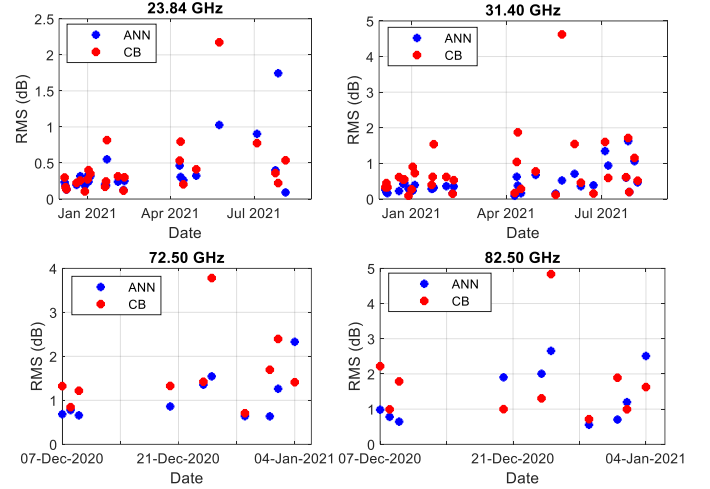 23.84 GHz
RMS (dB)
2.5
2
1.5
1
0.5
0
ANN
CB
Jan 2021 Apr 2021 Jul 2021
Date
31.40 GHz
RMS (dB)
5
4
3
2
1
0
ANN
CB
Jan 2021 Apr 2021 Jul 2021
Date
72.50 GHz
RMS (dB)
4
3
2
1
0
ANN
CB
07-Dec-2020 21-Dec-2020 04-Jan-2021
Date
82.50 GHz
RMS (dB)
5
4
3
2
1
0
ANN
CB
07-Dec-2020 21-Dec-2020 04-Jan-2021
Date